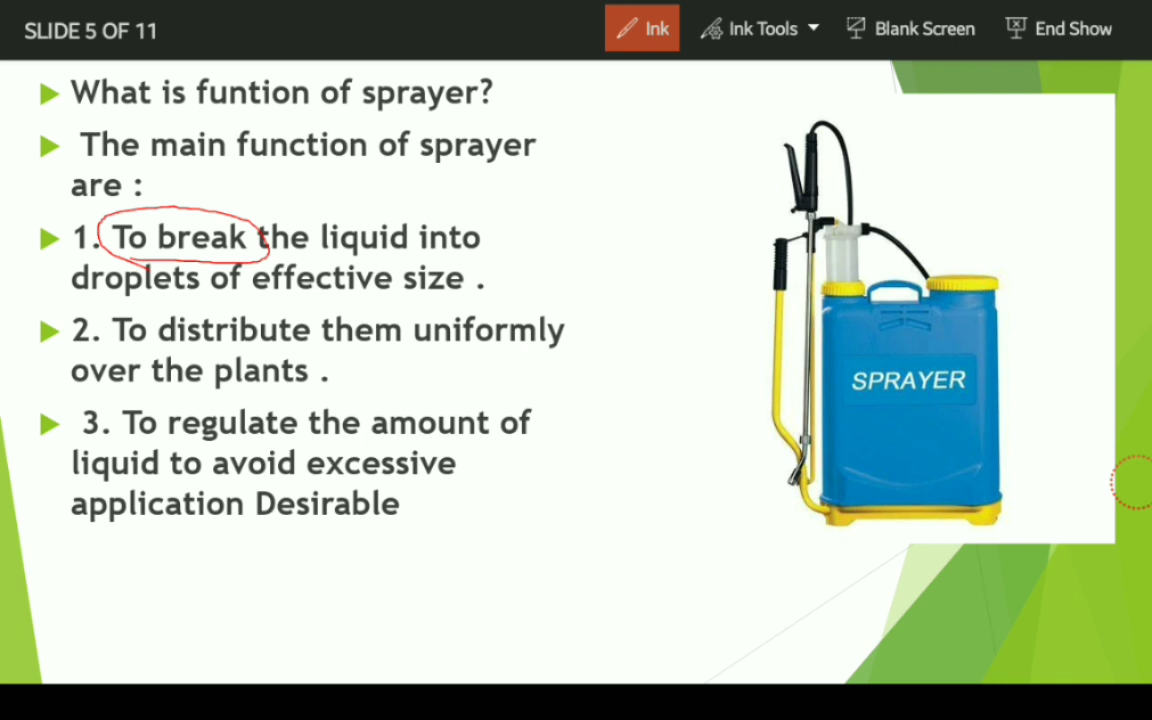 SLIDE 5 OF 11
Ink
Ink Tools
Blank Screen
End Show
What is funtion of sprayer?
The main function of sprayer
are :
1. To break the liquid into
droplets of effective size .
2. To distribute them uniformly
over the plants .
3. To regulate the amount of
liquid to avoid excessive
application Desirable
SPRAYER